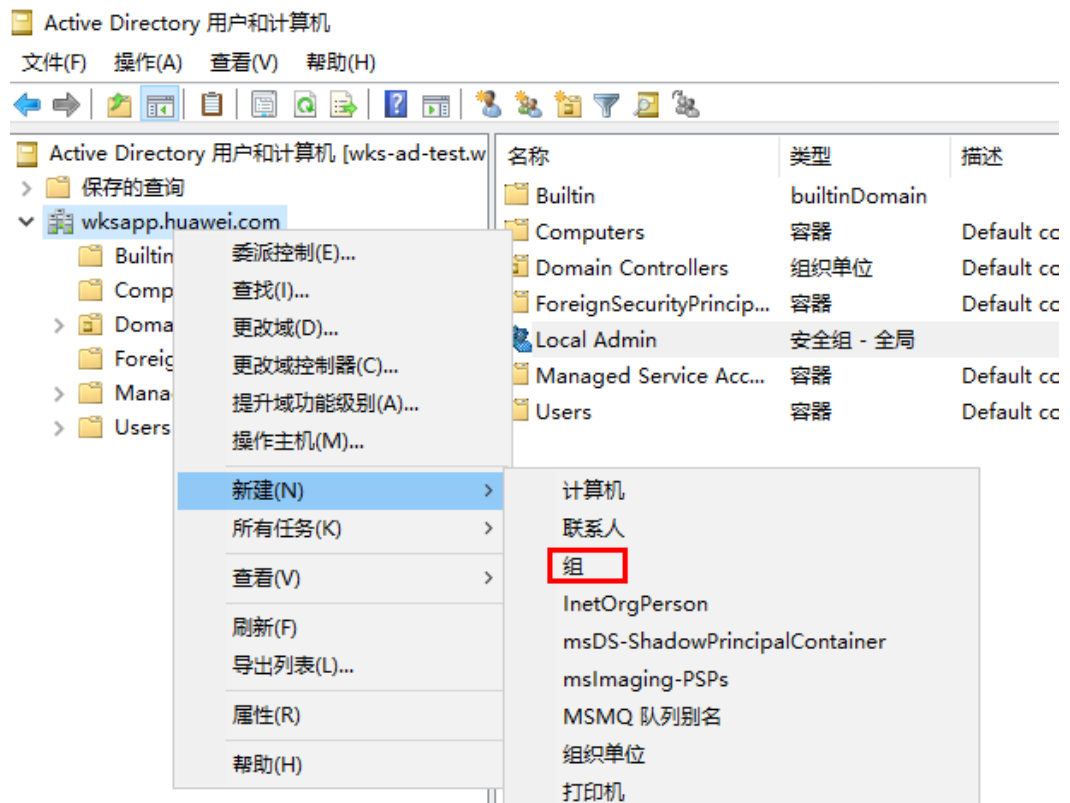 Active Directory 用户和计算机
文件(F) 操作(A) 查看(V) 帮助(H)
Active Directory 用户和计算机 [wks-ad-test.w
保存的查询
wksapp.huawei.com
Builtin
Comp
Doma
Foreig
Mana
Users
名称 类型 描述
Builtin builtinDomain
Computers 容器 Default co
Domain Controllers 组织单位 Default co
ForeignSecurityPrincip... 容器 Default co
Local Admin 安全组 - 全局
Managed Service Acc... 容器 Default co
Users 容器 Default co
委派控制(E)...
查找(I)...
更改域(D)...
更改域控制器(C)...
提升域功能级别(A)...
操作主机(M)...
新建(N)
所有任务(K)
查看(V)
刷新(F)
导出列表(L)...
属性(R)
帮助(H)
计算机
联系人
组
InetOrgPerson
msDS-ShadowPrincipalContainer
msImaging-PSPs
MSMQ 队列别名
组织单位
打印机